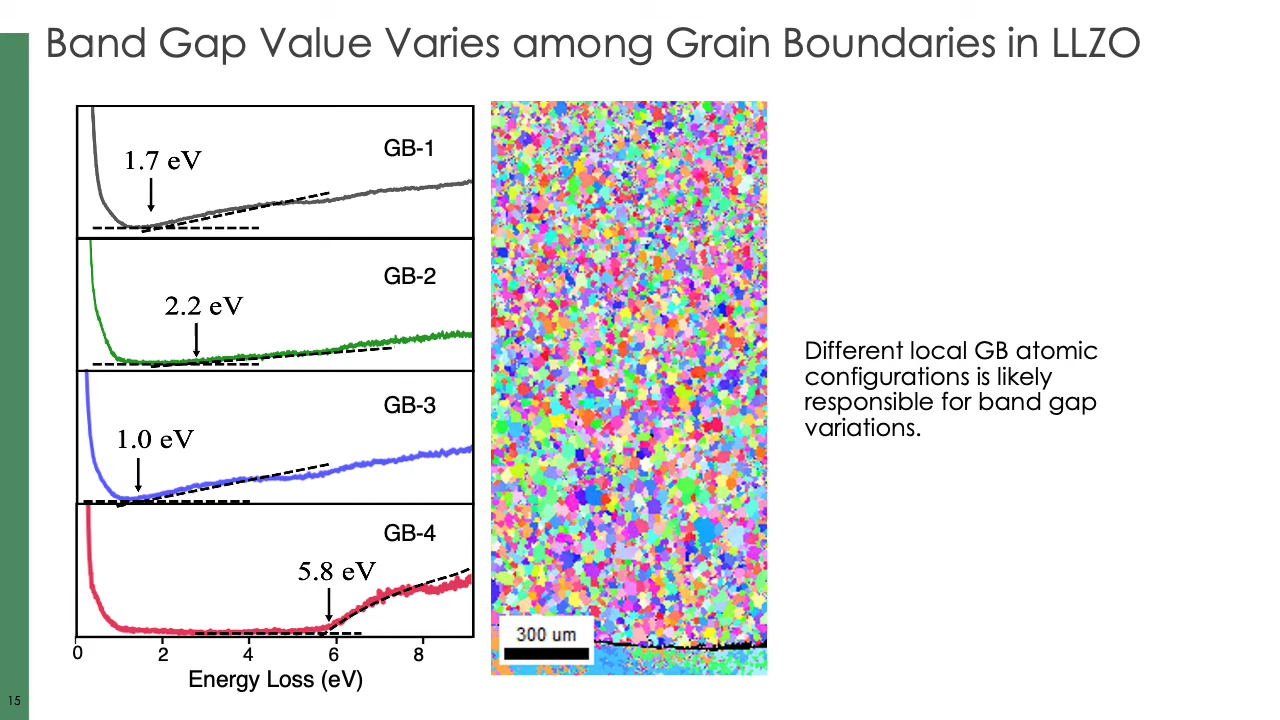 Band Gap Value Varies among Grain Boundaries in LLZO
GB-1
1.7 eV
GB-2
2.2 eV
GB-3
1.0 eV
GB-4
5.8 eV
0 2 4 6 8
Energy Loss (eV)
300 um
Different local GB atomic
configurations is likely
responsible for band gap
variations.
15